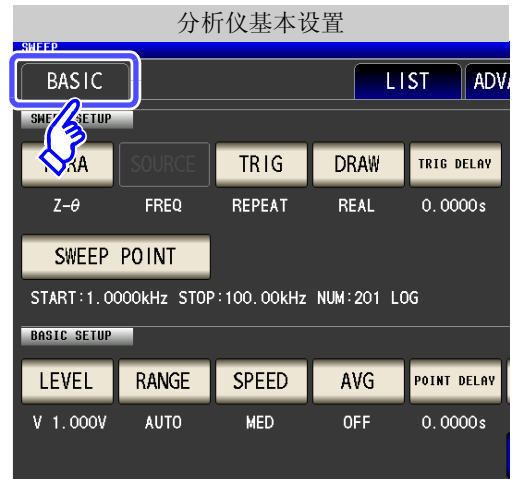 分析仪基本设置
SWEEP
BASIC LIST ADV
SETUP
SOURCE TRIG DRAW TRIG DELAY
Z-θ FREQ REPEAT REAL 0.0000s
SWEEP POINT
START:1.0000kHz STOP:100.00kHz NUM:201 LOG
BASIC SETUP
LEVEL RANGE SPEED AVG POINT DELAY
V 1.000V AUTO MED OFF 0.0000s